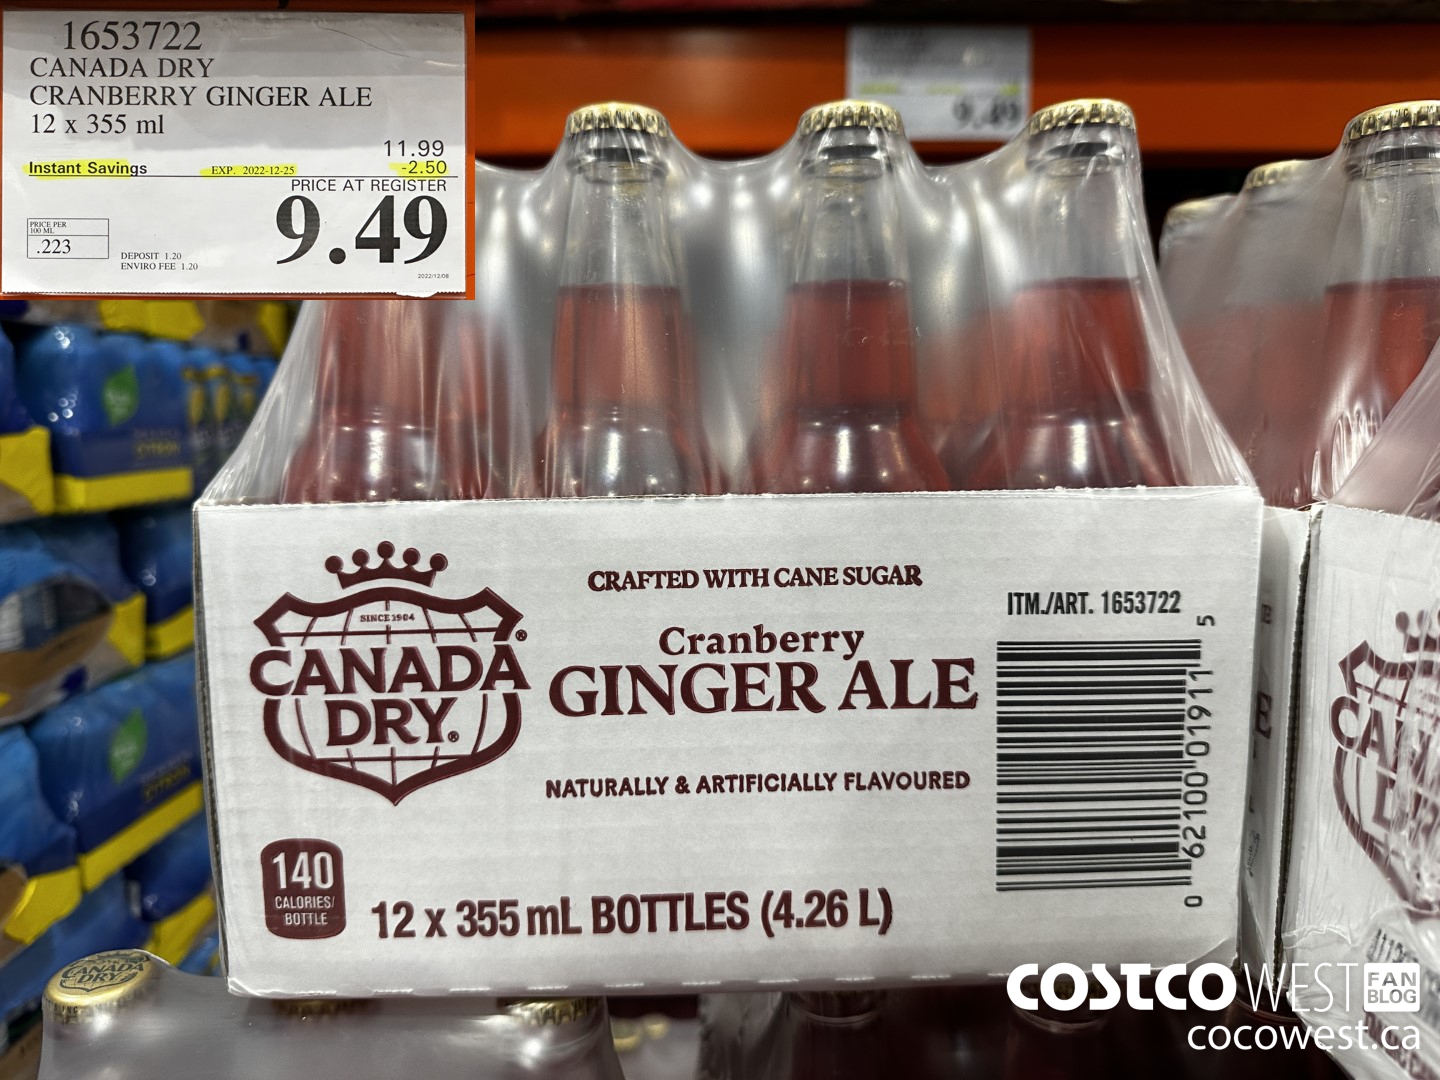 1653722
CANADA DRY
CRANBERRY GINGER ALE
12 x 355 ml
11.99
Instant Savings EXP. 2022-12-25 -2.50
PRICE AT REGISTER
9.49
PRICE PER
100 ML
.223
DEPOSIT 1.20
ENVIRO FEE 1.20
2022/12/06
9.49
SINCE 1904
CANADA
DRY.®
®
CRAFTED WITH CANE SUGAR
Cranberry
GINGER ALE
NATURALLY & ARTIFICIALLY FLAVOURED
ITM./ART. 1653722
0 62100 01911 5
140
CALORIES/
BOTTLE
12 x 355 mL BOTTLES (4.26 L)
CANADA
DRY
COSTCO WEST FAN
BLOG
cocowest.ca